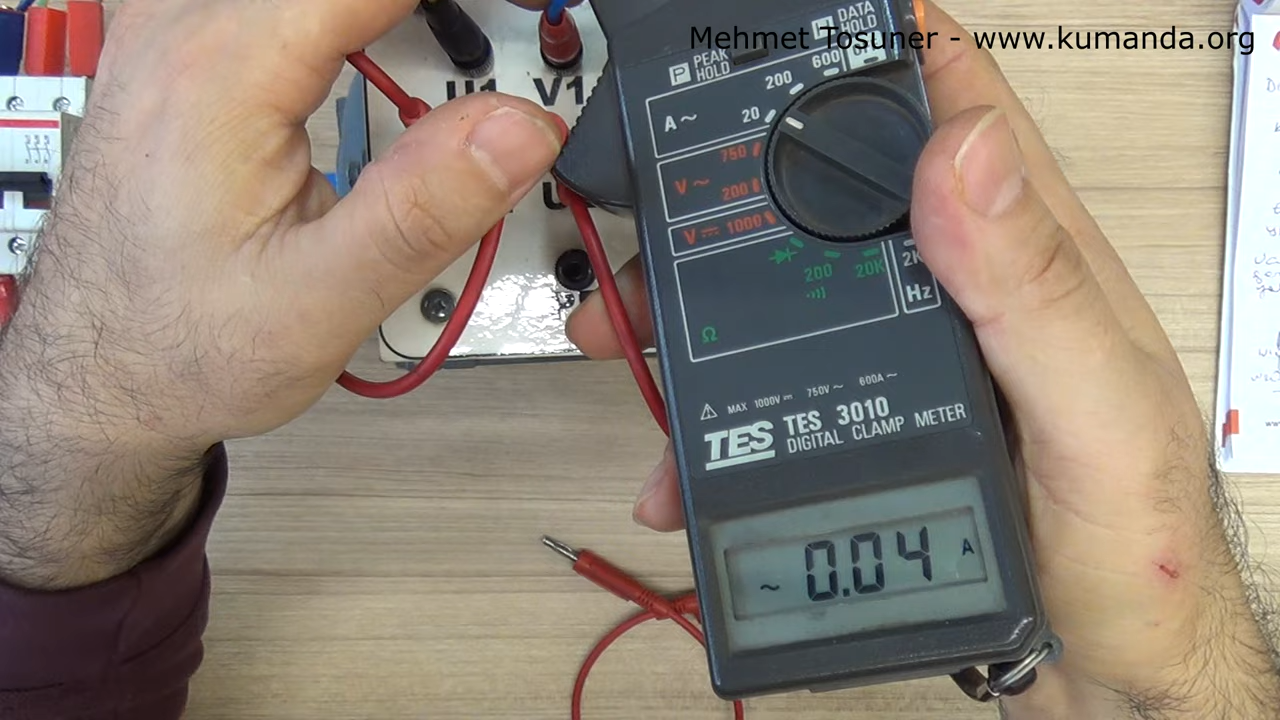 Mehmet Tosuner - www.kumanda.org
DATA HOLD
P PEAK HOLD
U1 V1
A~ 20 200 600
V~ 750
200
V⎓ 1000
200 20K
Ω
2K
Hz
⚠ MAX 1000V⎓ 750V~ 600A~
TES TES 3010
DIGITAL CLAMP METER
~ 0.04 A